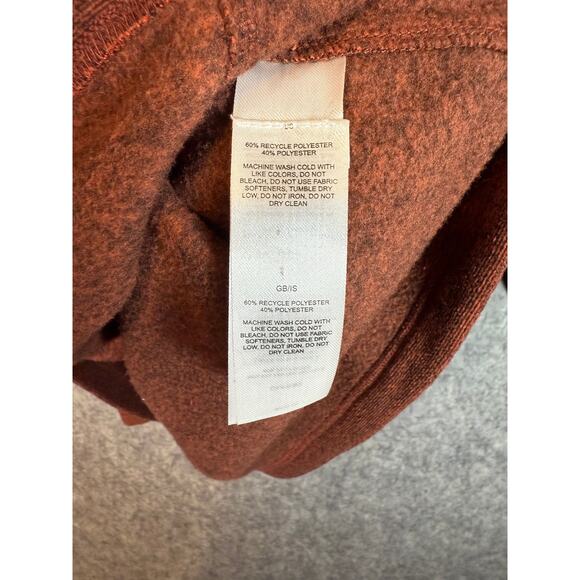 60% RECYCLE POLYESTER
40% POLYESTER
MACHINE WASH COLD WITH
LIKE COLORS, DO NOT
BLEACH, DO NOT USE FABRIC
SOFTENERS, TUMBLE DRY
LOW, DO NOT IRON, DO NOT
DRY CLEAN
GB/IS
60% RECYCLE POLYESTER
40% POLYESTER
MACHINE WASH COLD WITH
LIKE COLORS, DO NOT
BLEACH, DO NOT USE FABRIC
SOFTENERS, TUMBLE DRY
LOW, DO NOT IRON, DO NOT
DRY CLEAN